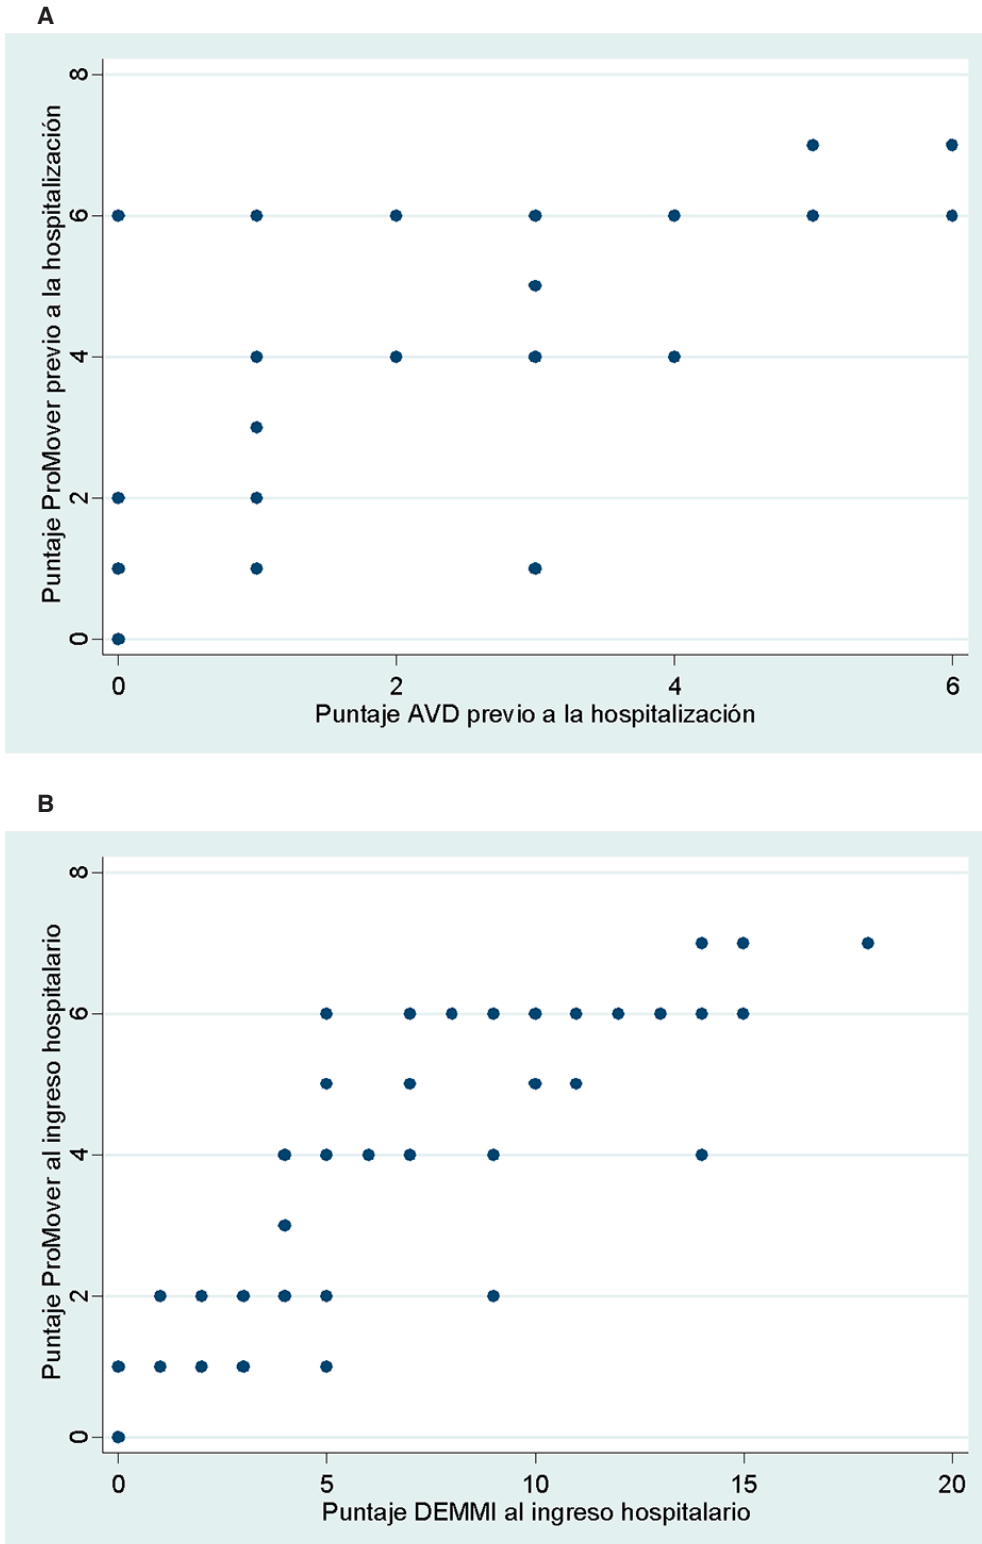 A
Puntaje ProMover previo a la hospitalización
8
6
4
2
0
0 2 4 6
Puntaje AVD previo a la hospitalización
B
Puntaje ProMover al ingreso hospitalario
8
6
4
2
0
0 5 10 15 20
Puntaje DEMMI al ingreso hospitalario